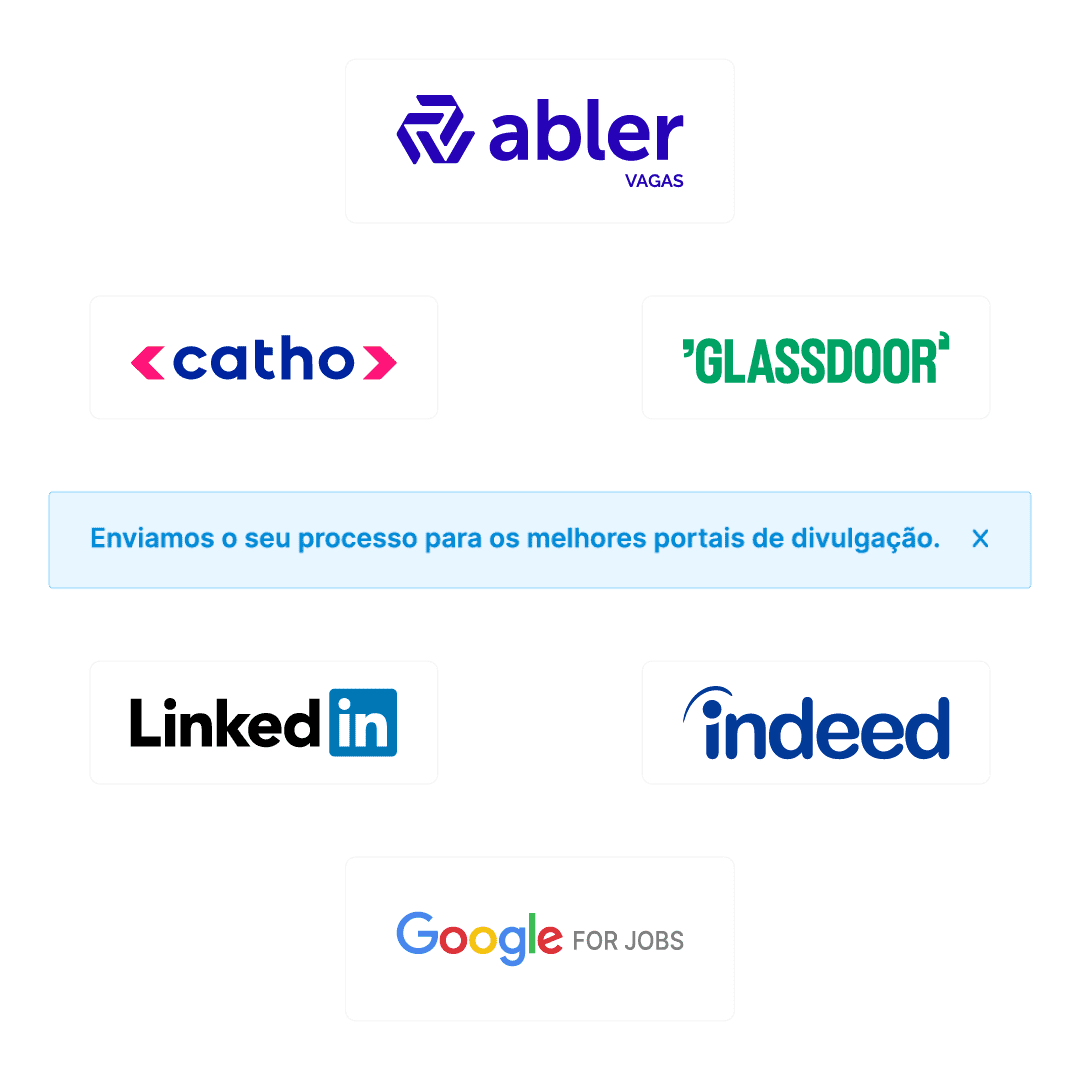 abler
VAGAS
catho
GLASSDOOR
Enviamos o seu processo para os melhores portais de divulgação. X
Linkedin
indeed
Google FOR JOBS